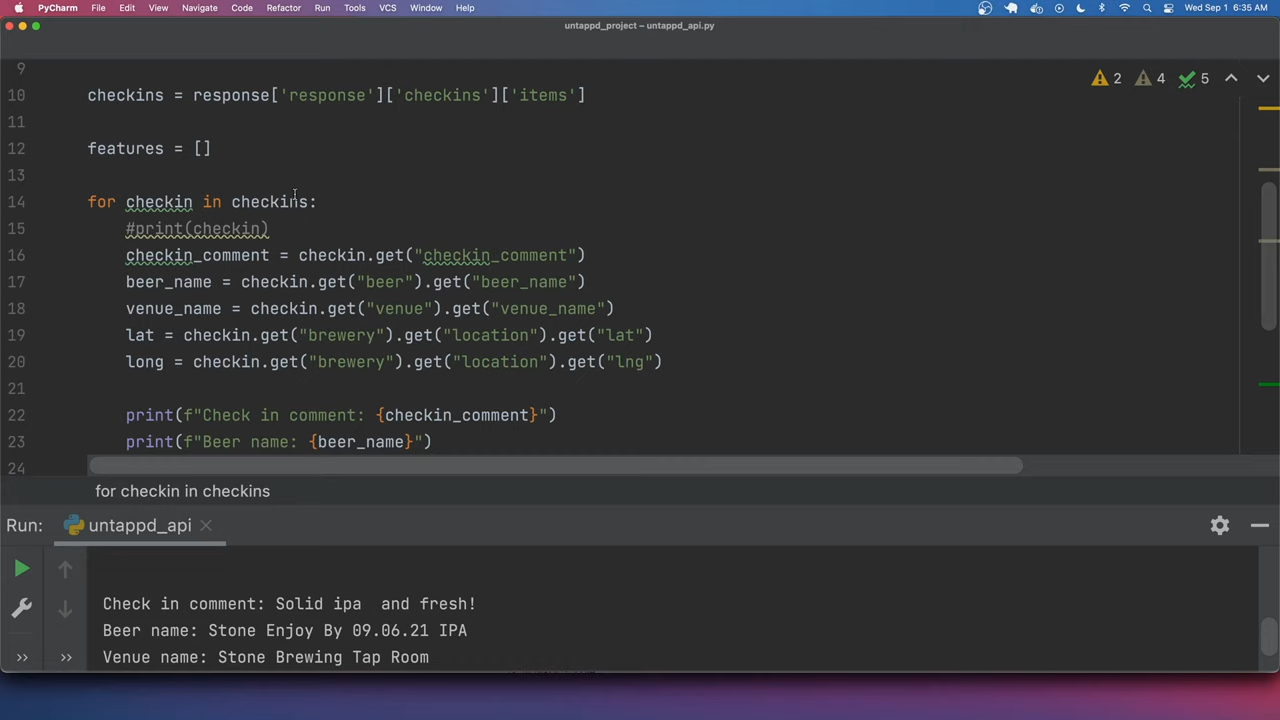 PyCharm File Edit View Navigate Code Refactor Run Tools VCS Window Help Wed Sep 1 6:35 AM
untappd_project – untappd_api.py
9
2 4 5
10 checkins = response['response']['checkins']['items']
11
12 features = []
13
14 for checkin in checkins:
15 #print(checkin)
16 checkin_comment = checkin.get("checkin_comment")
17 beer_name = checkin.get("beer").get("beer_name")
18 venue_name = checkin.get("venue").get("venue_name")
19 lat = checkin.get("brewery").get("location").get("lat")
20 long = checkin.get("brewery").get("location").get("lng")
21
22 print(f"Check in comment: {checkin_comment}")
23 print(f"Beer name: {beer_name}")
24
for checkin in checkins
Run: untappd_api
Check in comment: Solid ipa  and fresh!
Beer name: Stone Enjoy By 09.06.21 IPA
Venue name: Stone Brewing Tap Room